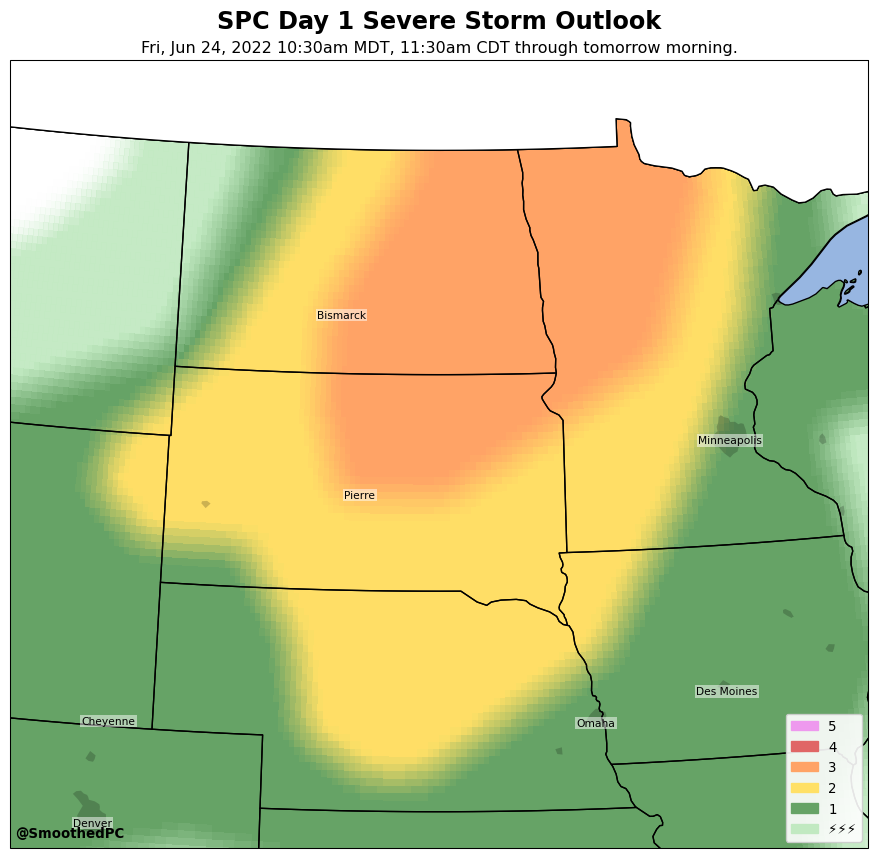 SPC Day 1 Severe Storm Outlook
Fri, Jun 24, 2022 10:30am MDT, 11:30am CDT through tomorrow morning.
Bismarck
Minneapolis
Pierre
Des Moines
Cheyenne
Omaha
5
4
3
2
1
⚡⚡⚡
Denver
@SmoothedPC